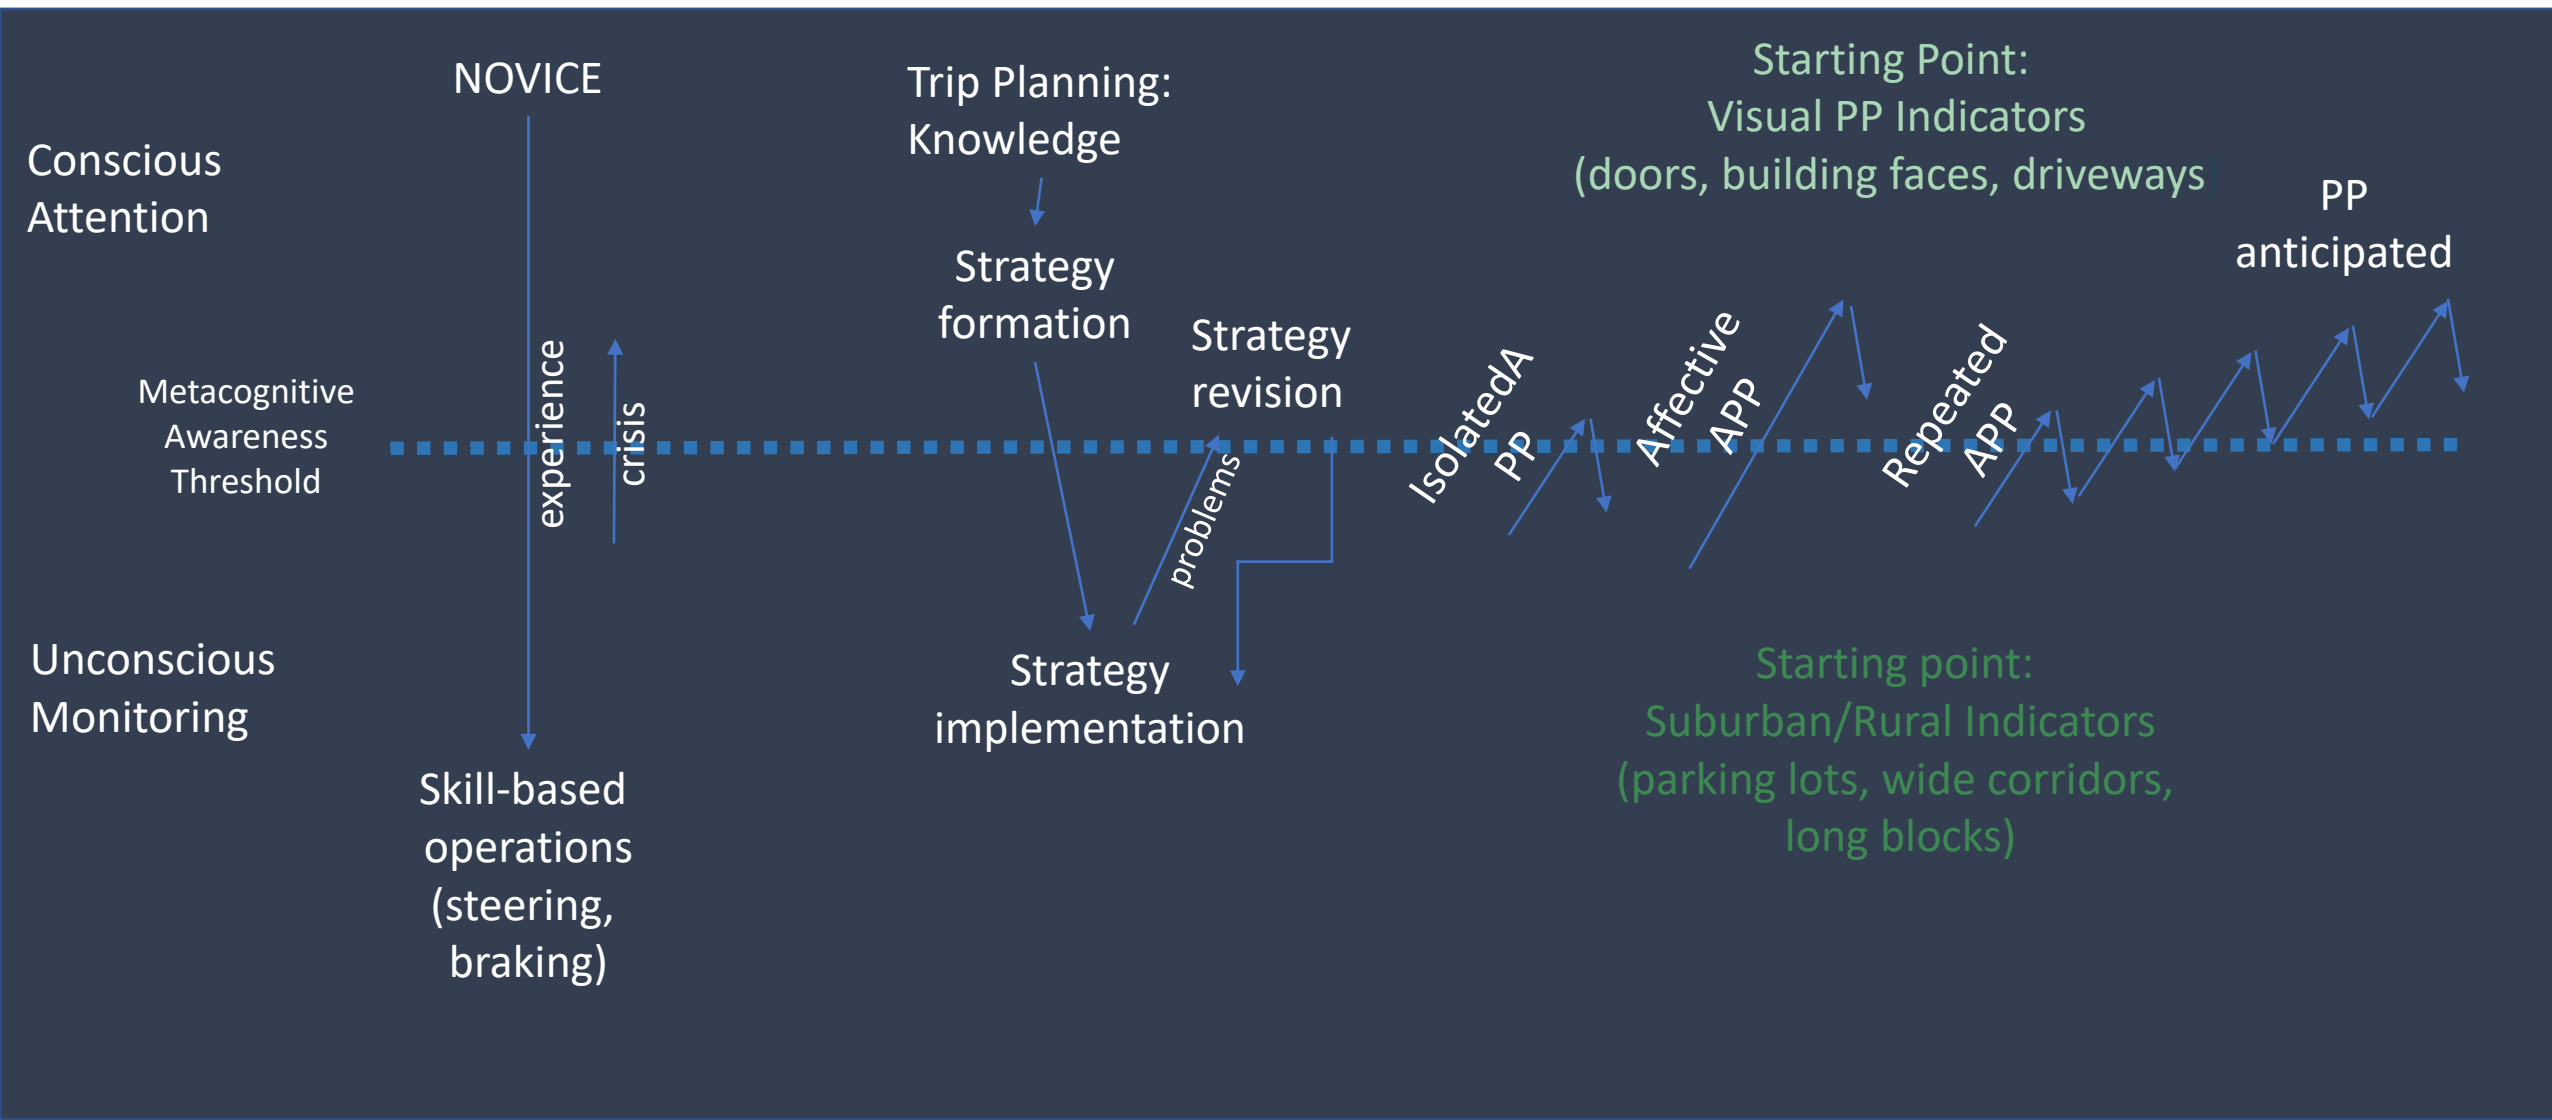 NOVICE
Conscious
Attention
Metacognitive
Awareness
Threshold
Unconscious
Monitoring
experience
crisis
Skill-based
operations
(steering,
braking)
Trip Planning:
Knowledge
Strategy
formation
Strategy
revision
problems
Strategy
implementation
Starting Point:
Visual PP Indicators
(doors, building faces, driveways
IsolatedA
PP
Affective
APP
Repeated
APP
PP
anticipated
Starting point:
Suburban/Rural Indicators
(parking lots, wide corridors,
long blocks)